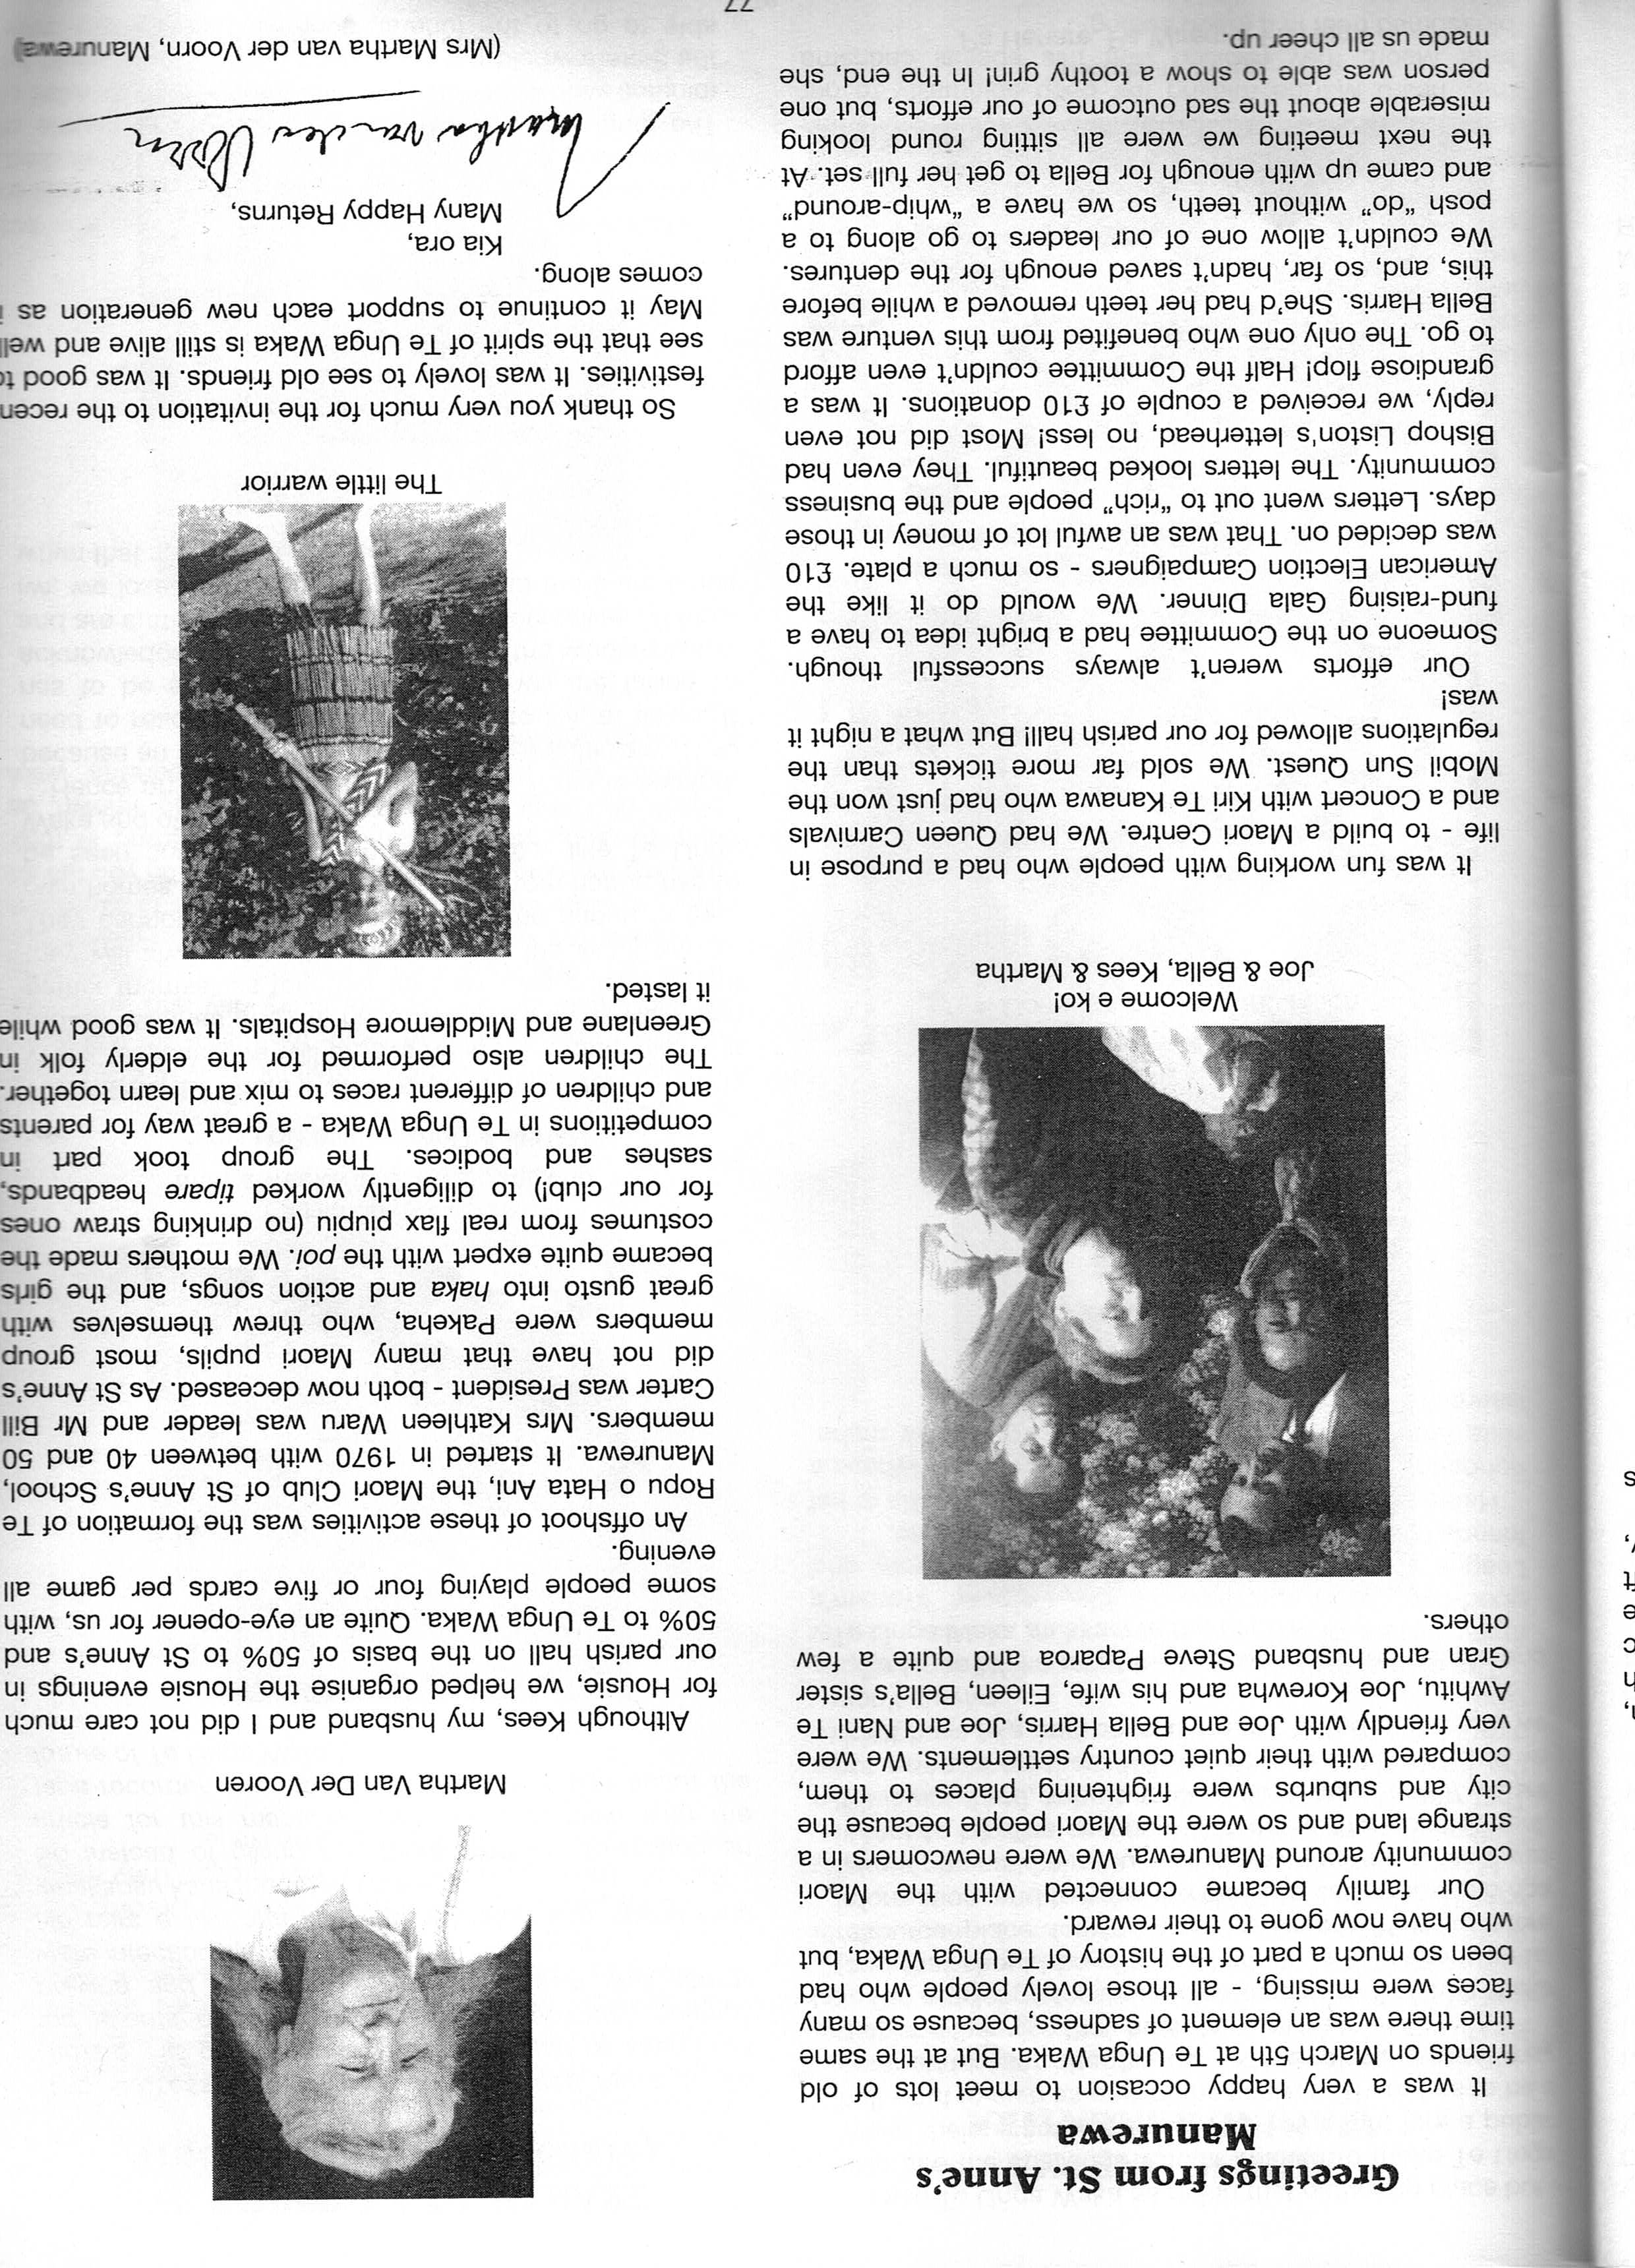 Greetings from St. Anne's
Manurewa
It was a very happy occasion to meet lots of old
friends on March 5th at Te Unga Waka. But at the same
time there was an element of sadness, because so many
faces were missing, - all those lovely people who had
been so much a part of the history of Te Unga Waka, but
who have now gone to their reward.
Our family became connected with the Maori
community around Manurewa. We were newcomers in a
strange land and so were the Maori people because the
city and suburbs were frightening places to them,
compared with their quiet country settlements. We were
very friendly with Joe and Bella Harris, Joe and Nani Te
Awhitu, Joe Korewha and his wife, Eileen, Bella's sister
Gran and husband Steve Paparoa and quite a few
others.
Welcome e ko!
Joe & Bella, Kees & Martha
It was fun working with people who had a purpose in
life - to build a Maori Centre. We had Queen Carnivals
and a Concert with Kiri Te Kanawa who had just won the
Mobil Sun Quest. We sold far more tickets than the
regulations allowed for our parish hall! But what a night it
was!
Our efforts weren't always successful though.
Someone on the Committee had a bright idea to have a
fund-raising Gala Dinner. We would do it like the
American Election Campaigners - so much a plate. £10
was decided on. That was an awful lot of money in those
days. Letters went out to "rich" people and the business
community. The letters looked beautiful. They even had
Bishop Liston's letterhead, no less! Most did not even
reply, we received a couple of £10 donations. It was a
grandiose flop! Half the Committee couldn't even afford
to go. The only one who benefited from this venture was
Bella Harris. She'd had her teeth removed a while before
this, and, so far, hadn't saved enough for the dentures.
We couldn't allow one of our leaders to go along to a
posh "do" without teeth, so we have a "whip-around"
and came up with enough for Bella to get her full set. At
the next meeting we were all sitting round looking
miserable about the sad outcome of our efforts, but one
person was able to show a toothy grin! In the end, she
made us all cheer up.
Martha Van Der Vooren
Although Kees, my husband and I did not care much
for Housie, we helped organise the Housie evenings in
our parish hall on the basis of 50% to St Anne's and
50% to Te Unga Waka. Quite an eye-opener for us, with
some people playing four or five cards per game all
evening.
An offshoot of these activities was the formation of Te
Ropu o Hata Ani, the Maori Club of St Anne's School,
Manurewa. It started in 1970 with between 40 and 50
members. Mrs Kathleen Waru was leader and Mr Bill
Carter was President - both now deceased. As St Anne's
did not have that many Maori pupils, most group
members were Pakeha, who threw themselves with
great gusto into haka and action songs, and the girls
became quite expert with the poi. We mothers made the
costumes from real flax piupiu (no drinking straw ones
for our club!) to diligently worked tipare headbands,
sashes and bodices. The group took part in
competitions in Te Unga Waka - a great way for parents
and children of different races to mix and learn together.
The children also performed for the elderly folk in
Greenlane and Middlemore Hospitals. It was good while
it lasted.
The little warrior
So thank you very much for the invitation to the recen
festivities. It was lovely to see old friends. It was good to
see that the spirit of Te Unga Waka is still alive and well
May it continue to support each new generation as i
comes along.
Kia ora,
Many Happy Returns,
Martha van der Voorn
(Mrs Martha van der Voorn, Manurewa)
77